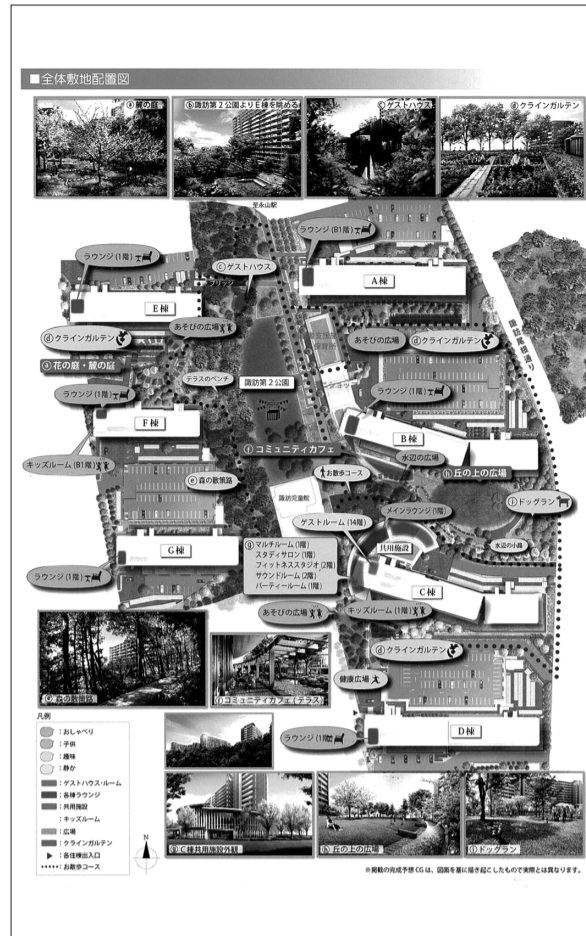 ■全体敷地配置図
ⓐ麓の庭
ⓑ諏訪第2公園よりE棟を眺める
ⓒゲストハウス
ⓓクラインガルテン
至永山駅
ラウンジ(1階)
ラウンジ(B1階)
ⓒゲストハウス
A棟
E棟
諏訪尾根通り
あそびの広場
ⓓクラインガルテン
あそびの広場
ⓓクラインガルテン
ⓐ花の庭・麓の庭
テラスのベンチ
諏訪第2公園
ラウンジ(1階)
ラウンジ(1階)
F棟
B棟
ⓕコミュニティカフェ
水辺の広場
キッズルーム(B1階)
お散歩コース
ⓗ丘の上の広場
ⓔ森の散策路
諏訪児童館
ⓘドッグラン
メインラウンジ(1階)
ゲストルーム(14階)
水辺の小路
G棟
ⓖマルチルーム(1階)
スタディサロン(1階)
フィットネススタジオ(2階)
サウンドルーム(2階)
パーティールーム(1階)
共用施設
ラウンジ(1階)
C棟
あそびの広場
キッズルーム(1階)
ⓓクラインガルテン
健康広場
ⓔ森の散策路
ⓕコミュニティカフェ(テラス)
D棟
ラウンジ(1階)
凡例
:おしゃべり
:子供
:趣味
:静か
:ゲストハウス・ルーム
:各棟ラウンジ
:共用施設
:キッズルーム
:広場
:クラインガルテン
:各住棟出入口
:お散歩コース
N
ⓖC棟共用施設外観
ⓗ丘の上の広場
ⓘドッグラン
※掲載の完成予想CGは、図面を基に描き起こしたもので実際とは異なります。